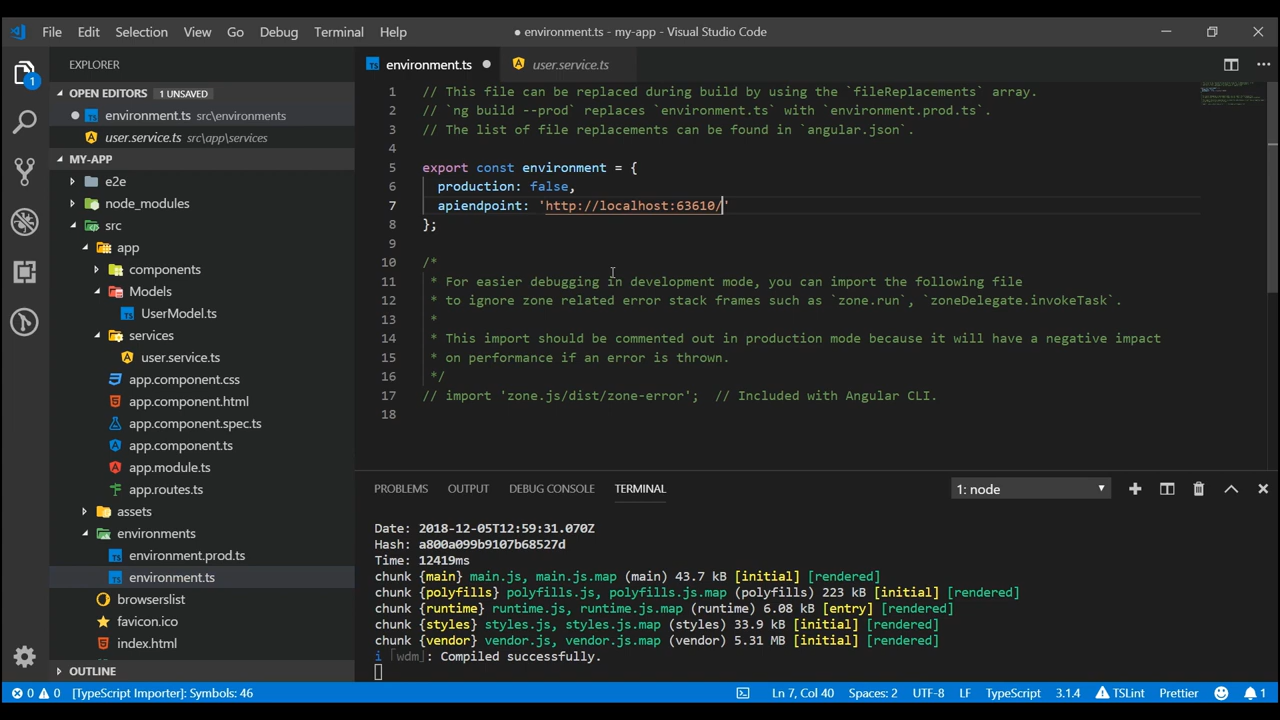 File Edit Selection View Go Debug Terminal Help
● environment.ts - my-app - Visual Studio Code
EXPLORER
OPEN EDITORS 1 UNSAVED
environment.ts src\environments
user.service.ts src\app\services
MY-APP
e2e
node_modules
src
app
components
Models
UserModel.ts
services
user.service.ts
app.component.css
app.component.html
app.component.spec.ts
app.component.ts
app.module.ts
app.routes.ts
assets
environments
environment.prod.ts
environment.ts
browserslist
favicon.ico
index.html
OUTLINE
1
environment.ts
user.service.ts
1 // This file can be replaced during build by using the `fileReplacements` array.
2 // `ng build --prod` replaces `environment.ts` with `environment.prod.ts`.
3 // The list of file replacements can be found in `angular.json`.
4
5 export const environment = {
6 production: false,
7 apiendpoint: 'http://localhost:63610/'
8 };
9
10 /*
11 * For easier debugging in development mode, you can import the following file
12 * to ignore zone related error stack frames such as `zone.run`, `zoneDelegate.invokeTask`.
13 *
14 * This import should be commented out in production mode because it will have a negative impact
15 * on performance if an error is thrown.
16 */
17 // import 'zone.js/dist/zone-error';  // Included with Angular CLI.
18
PROBLEMS OUTPUT DEBUG CONSOLE TERMINAL 1: node
Date: 2018-12-05T12:59:31.070Z
Hash: a800a099b9107b68527d
Time: 12419ms
chunk {main} main.js, main.js.map (main) 43.7 kB [initial] [rendered]
chunk {polyfills} polyfills.js, polyfills.js.map (polyfills) 223 kB [initial] [rendered]
chunk {runtime} runtime.js, runtime.js.map (runtime) 6.08 kB [entry] [rendered]
chunk {styles} styles.js, styles.js.map (styles) 33.9 kB [initial] [rendered]
chunk {vendor} vendor.js, vendor.js.map (vendor) 5.31 MB [initial] [rendered]
i ｢wdm｣: Compiled successfully.
0 0 [TypeScript Importer]: Symbols: 46 Ln 7, Col 40 Spaces: 2 UTF-8 LF TypeScript 3.1.4 TSLint Prettier 1